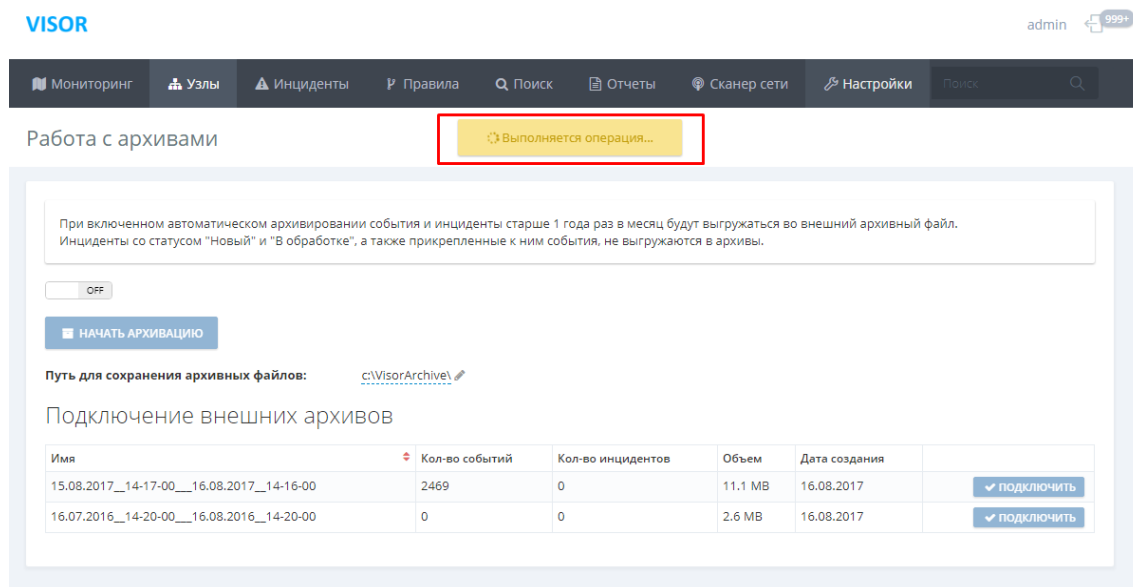 VISOR
admin 999+
Мониторинг Узлы Инциденты Правила Поиск Отчеты Сканер сети Настройки Поиск
Работа с архивами
Выполняется операция...
При включенном автоматическом архивировании события и инциденты старше 1 года раз в месяц будут выгружаться во внешний архивный файл.
Инциденты со статусом "Новый" и "В обработке", а также прикрепленные к ним события, не выгружаются в архивы.
OFF
НАЧАТЬ АРХИВАЦИЮ
Путь для сохранения архивных файлов: c:\VisorArchive\
Подключение внешних архивов
Имя Кол-во событий Кол-во инцидентов Объем Дата создания
15.08.2017__14-17-00___16.08.2017__14-16-00 2469 0 11.1 MB 16.08.2017 ПОДКЛЮЧИТЬ
16.07.2016__14-20-00___16.08.2016__14-20-00 0 0 2.6 MB 16.08.2017 ПОДКЛЮЧИТЬ